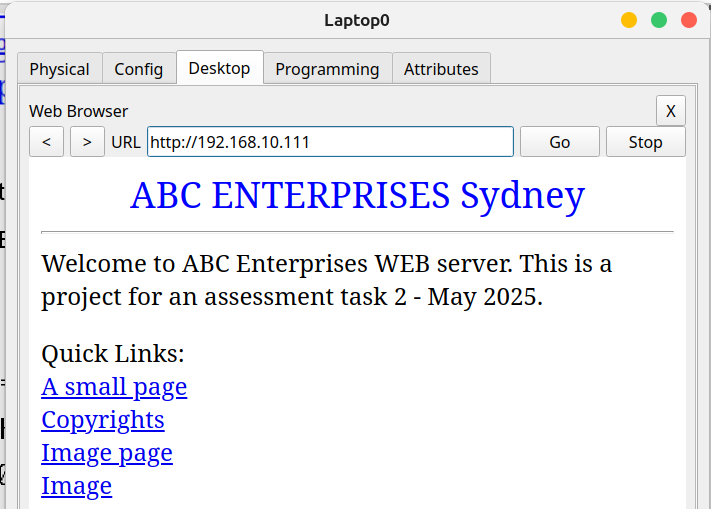 Laptop0
Physical Config Desktop Programming Attributes
Web Browser X
< > URL http://192.168.10.111 Go Stop
ABC ENTERPRISES Sydney
Welcome to ABC Enterprises WEB server. This is a
project for an assessment task 2 - May 2025.
Quick Links:
A small page
Copyrights
Image page
Image